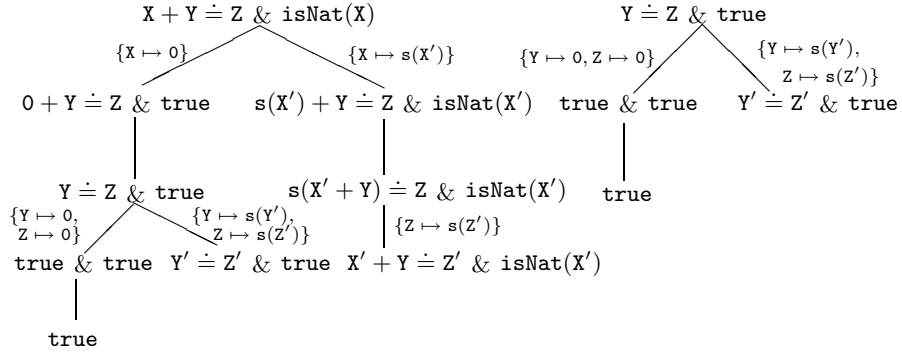 X + Y ≐ Z & isNat(X)
Y ≐ Z & true
{X ↦ 0}
{X ↦ s(X′)}
{Y ↦ 0, Z ↦ 0}
{Y ↦ s(Y′),
Z ↦ s(Z′)}
0 + Y ≐ Z & true
s(X′) + Y ≐ Z & isNat(X′)
true & true
Y′ ≐ Z′ & true
Y ≐ Z & true
s(X′ + Y) ≐ Z & isNat(X′)
true
{Y ↦ 0,
Z ↦ 0}
{Y ↦ s(Y′),
Z ↦ s(Z′)}
{Z ↦ s(Z′)}
true & true
Y′ ≐ Z′ & true
X′ + Y ≐ Z′ & isNat(X′)
true